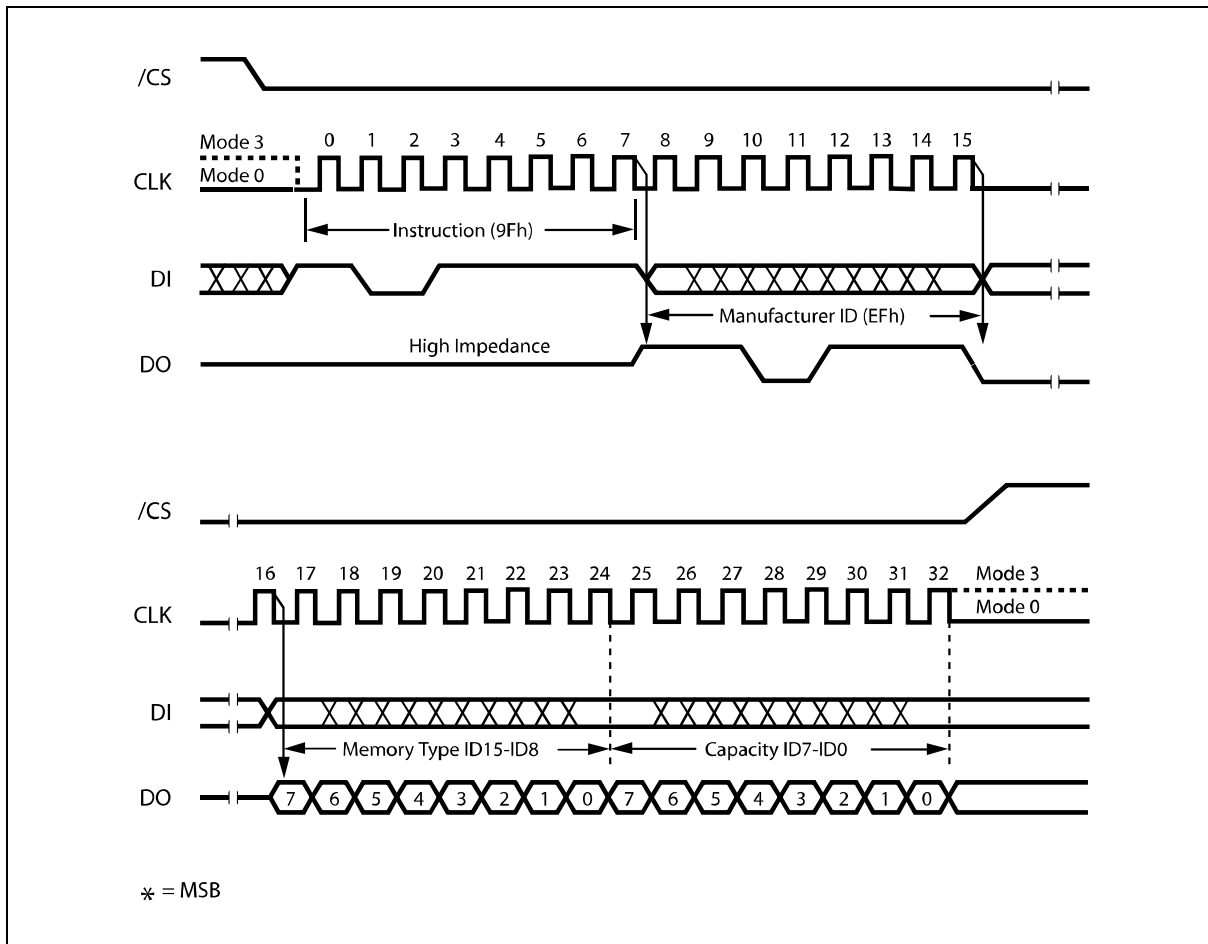 /CS
Mode 3
0 1 2 3 4 5 6 7 8 9 10 11 12 13 14 15
CLK
Mode 0
Instruction (9Fh)
DI
Manufacturer ID (EFh)
High Impedance
DO
/CS
16 17 18 19 20 21 22 23 24 25 26 27 28 29 30 31 32
Mode 3
CLK
Mode 0
DI
Memory Type ID15-ID8
Capacity ID7-ID0
DO
7 6 5 4 3 2 1 0 7 6 5 4 3 2 1 0
* = MSB